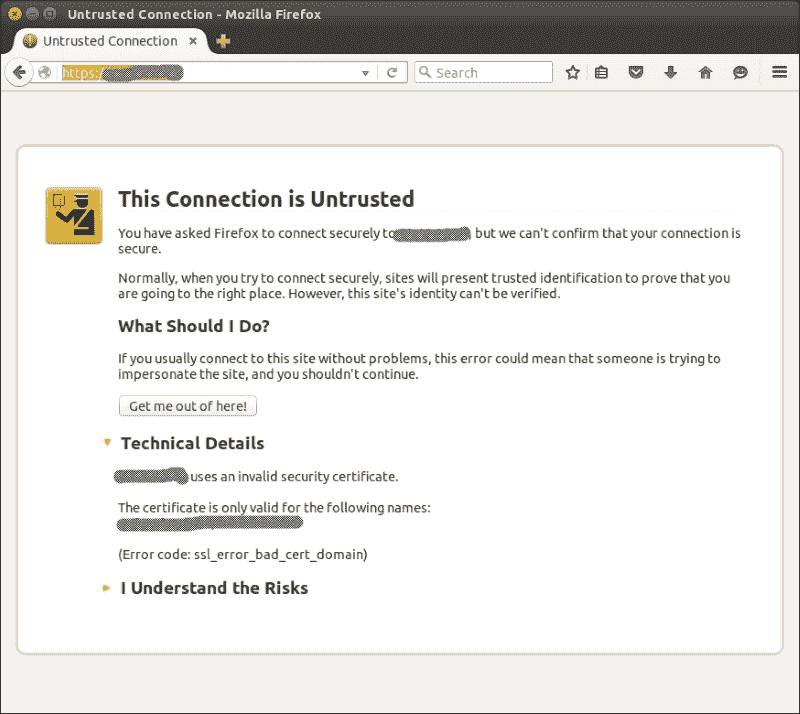 Untrusted Connection - Mozilla Firefox
Untrusted Connection
https:/
Search
This Connection is Untrusted
You have asked Firefox to connect securely to but we can't confirm that your connection is
secure.
Normally, when you try to connect securely, sites will present trusted identification to prove that you
are going to the right place. However, this site's identity can't be verified.
What Should I Do?
If you usually connect to this site without problems, this error could mean that someone is trying to
impersonate the site, and you shouldn't continue.
Get me out of here!
Technical Details
uses an invalid security certificate.
The certificate is only valid for the following names:
(Error code: ssl_error_bad_cert_domain)
I Understand the Risks